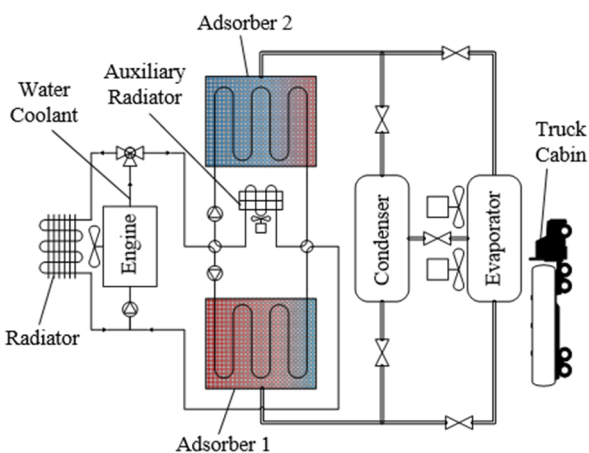 Adsorber 2
Auxiliary
Radiator
Water
Coolant
Truck
Cabin
Engine
Condenser
Evaporator
Radiator
Adsorber 1